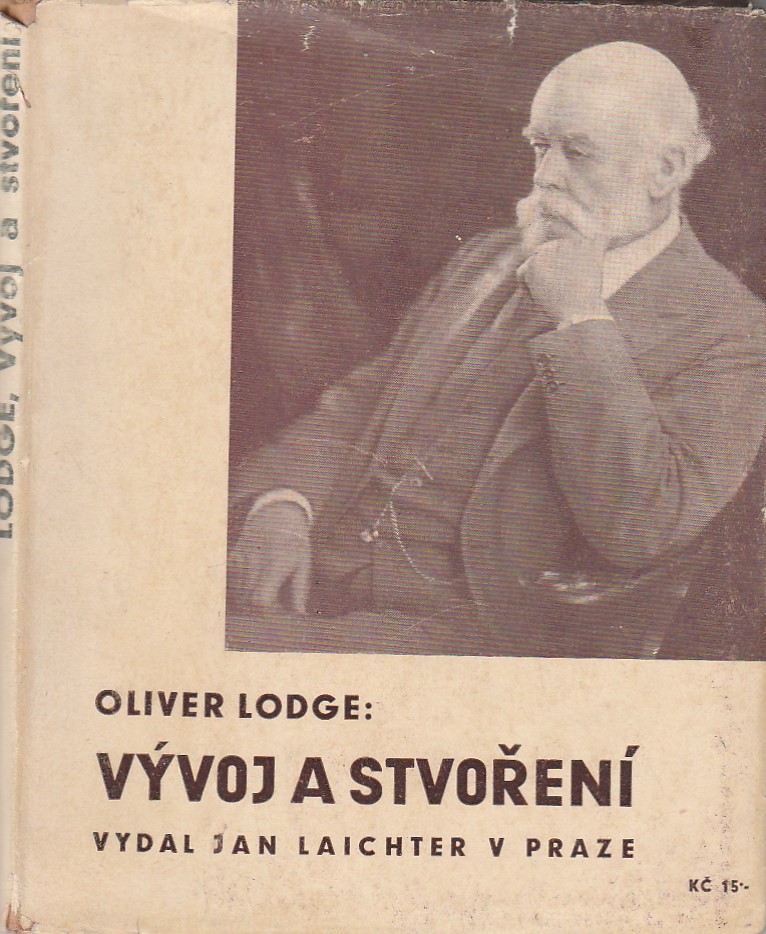 LODGE, Vývoj a stvoření
OLIVER LODGE:
VÝVOJ A STVOŘENÍ
VYDAL JAN LAICHTER V PRAZE
KČ 15·-